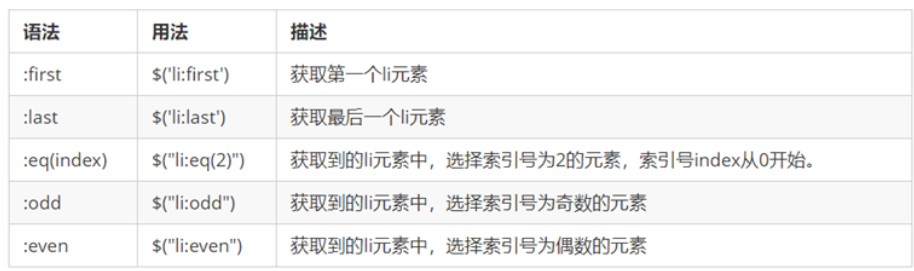 语法 用法 描述
:first $('li:first') 获取第一个li元素
:last $('li:last') 获取最后一个li元素
:eq(index) $("li:eq(2)") 获取到的li元素中，选择索引号为2的元素，索引号index从0开始。
:odd $("li:odd") 获取到的li元素中，选择索引号为奇数的元素
:even $("li:even") 获取到的li元素中，选择索引号为偶数的元素